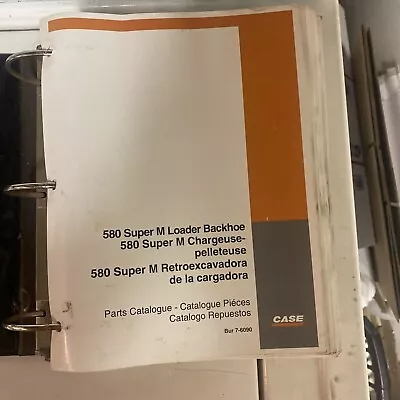 580 Super M Loader Backhoe
580 Super M Chargeuse-
pelleteuse
580 Super M Retroexcavadora
de la cargadora
Parts Catalogue - Catalogue Piéces
Catalogo Repuestos
Bur 7-6090
CASE